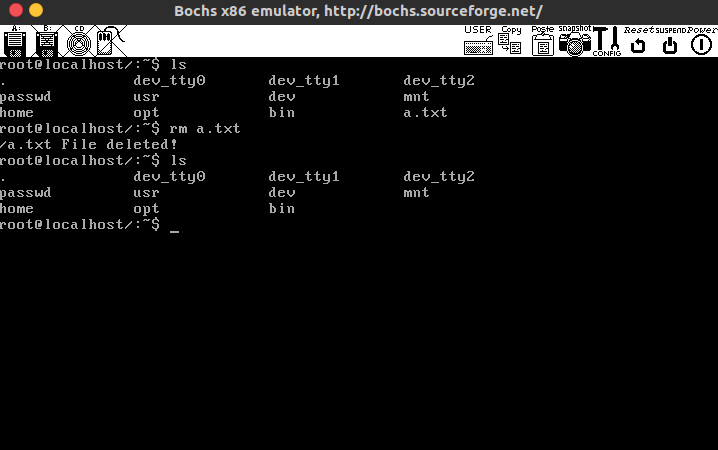 Bochs x86 emulator, http://bochs.sourceforge.net/
A: B: CD USER Copy Paste snapshot CONFIG Reset SUSPEND Power
root@localhost/:~$ ls
. dev_tty0 dev_tty1 dev_tty2
passwd usr dev mnt
home opt bin a.txt
root@localhost/:~$ rm a.txt
/a.txt File deleted!
root@localhost/:~$ ls
. dev_tty0 dev_tty1 dev_tty2
passwd usr dev mnt
home opt bin
root@localhost/:~$ _